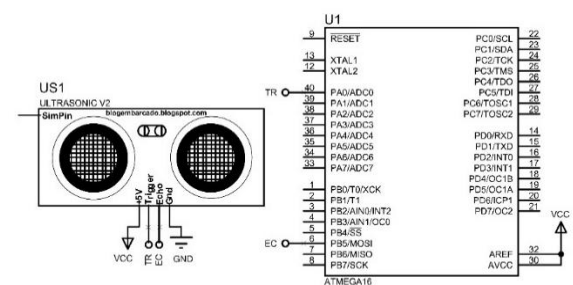 U1
9 RESET PC0/SCL 22
PC1/SDA 23
13 XTAL1 PC2/TCK 24
12 XTAL2 PC3/TMS 25
PC4/TDO 26
TR 40 PA0/ADC0 PC5/TDI 27
39 PA1/ADC1 PC6/TOSC1 28
38 PA2/ADC2 PC7/TOSC2 29
37 PA3/ADC3
36 PA4/ADC4 PD0/RXD 14
35 PA5/ADC5 PD1/TXD 15
34 PA6/ADC6 PD2/INT0 16
33 PA7/ADC7 PD3/INT1 17
PD4/OC1B 18
1 PB0/T0/XCK PD5/OC1A 19
2 PB1/T1 PD6/ICP1 20
3 PB2/AIN0/INT2 PD7/OC2 21
4 PB3/AIN1/OC0
5 PB4/SS
EC 6 PB5/MOSI
7 PB6/MISO AREF 32
8 PB7/SCK AVCC 30
ATMEGA16
VCC
US1
ULTRASONIC V2
blogembarcado.blogspot.com
SimPin
+5V
Trigger
Echo
Gnd
VCC
TR
EC
GND